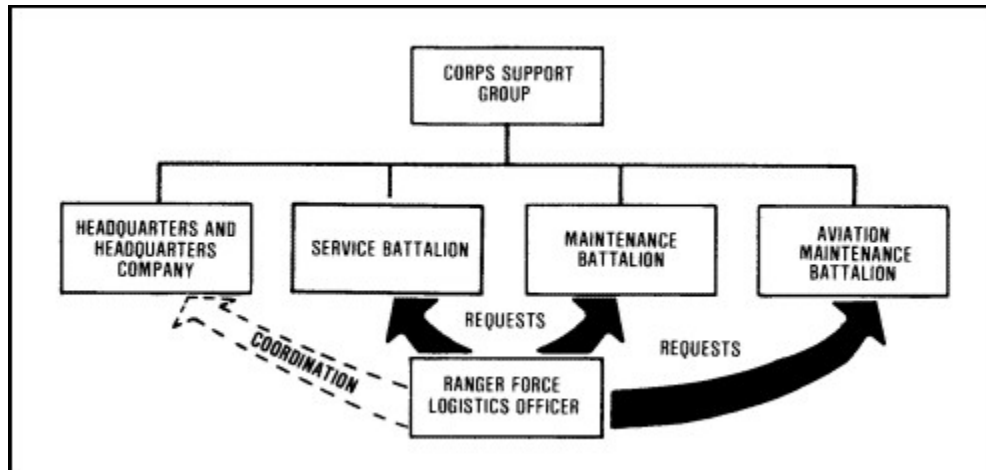 CORPS SUPPORT
GROUP
HEADQUARTERS AND
HEADQUARTERS
COMPANY
SERVICE BATTALION
MAINTENANCE
BATTALION
AVIATION
MAINTENANCE
BATTALION
REQUESTS
REQUESTS
COORDINATION
RANGER FORCE
LOGISTICS OFFICER